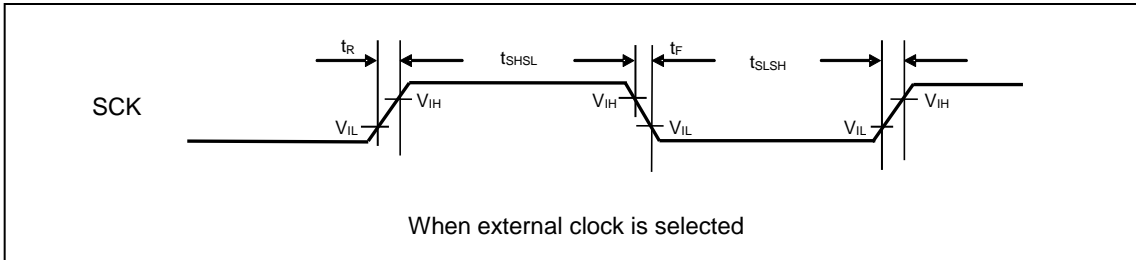 tR tSHSL tF tSLSH
SCK VIH VIH VIH
VIL VIL VIL
When external clock is selected